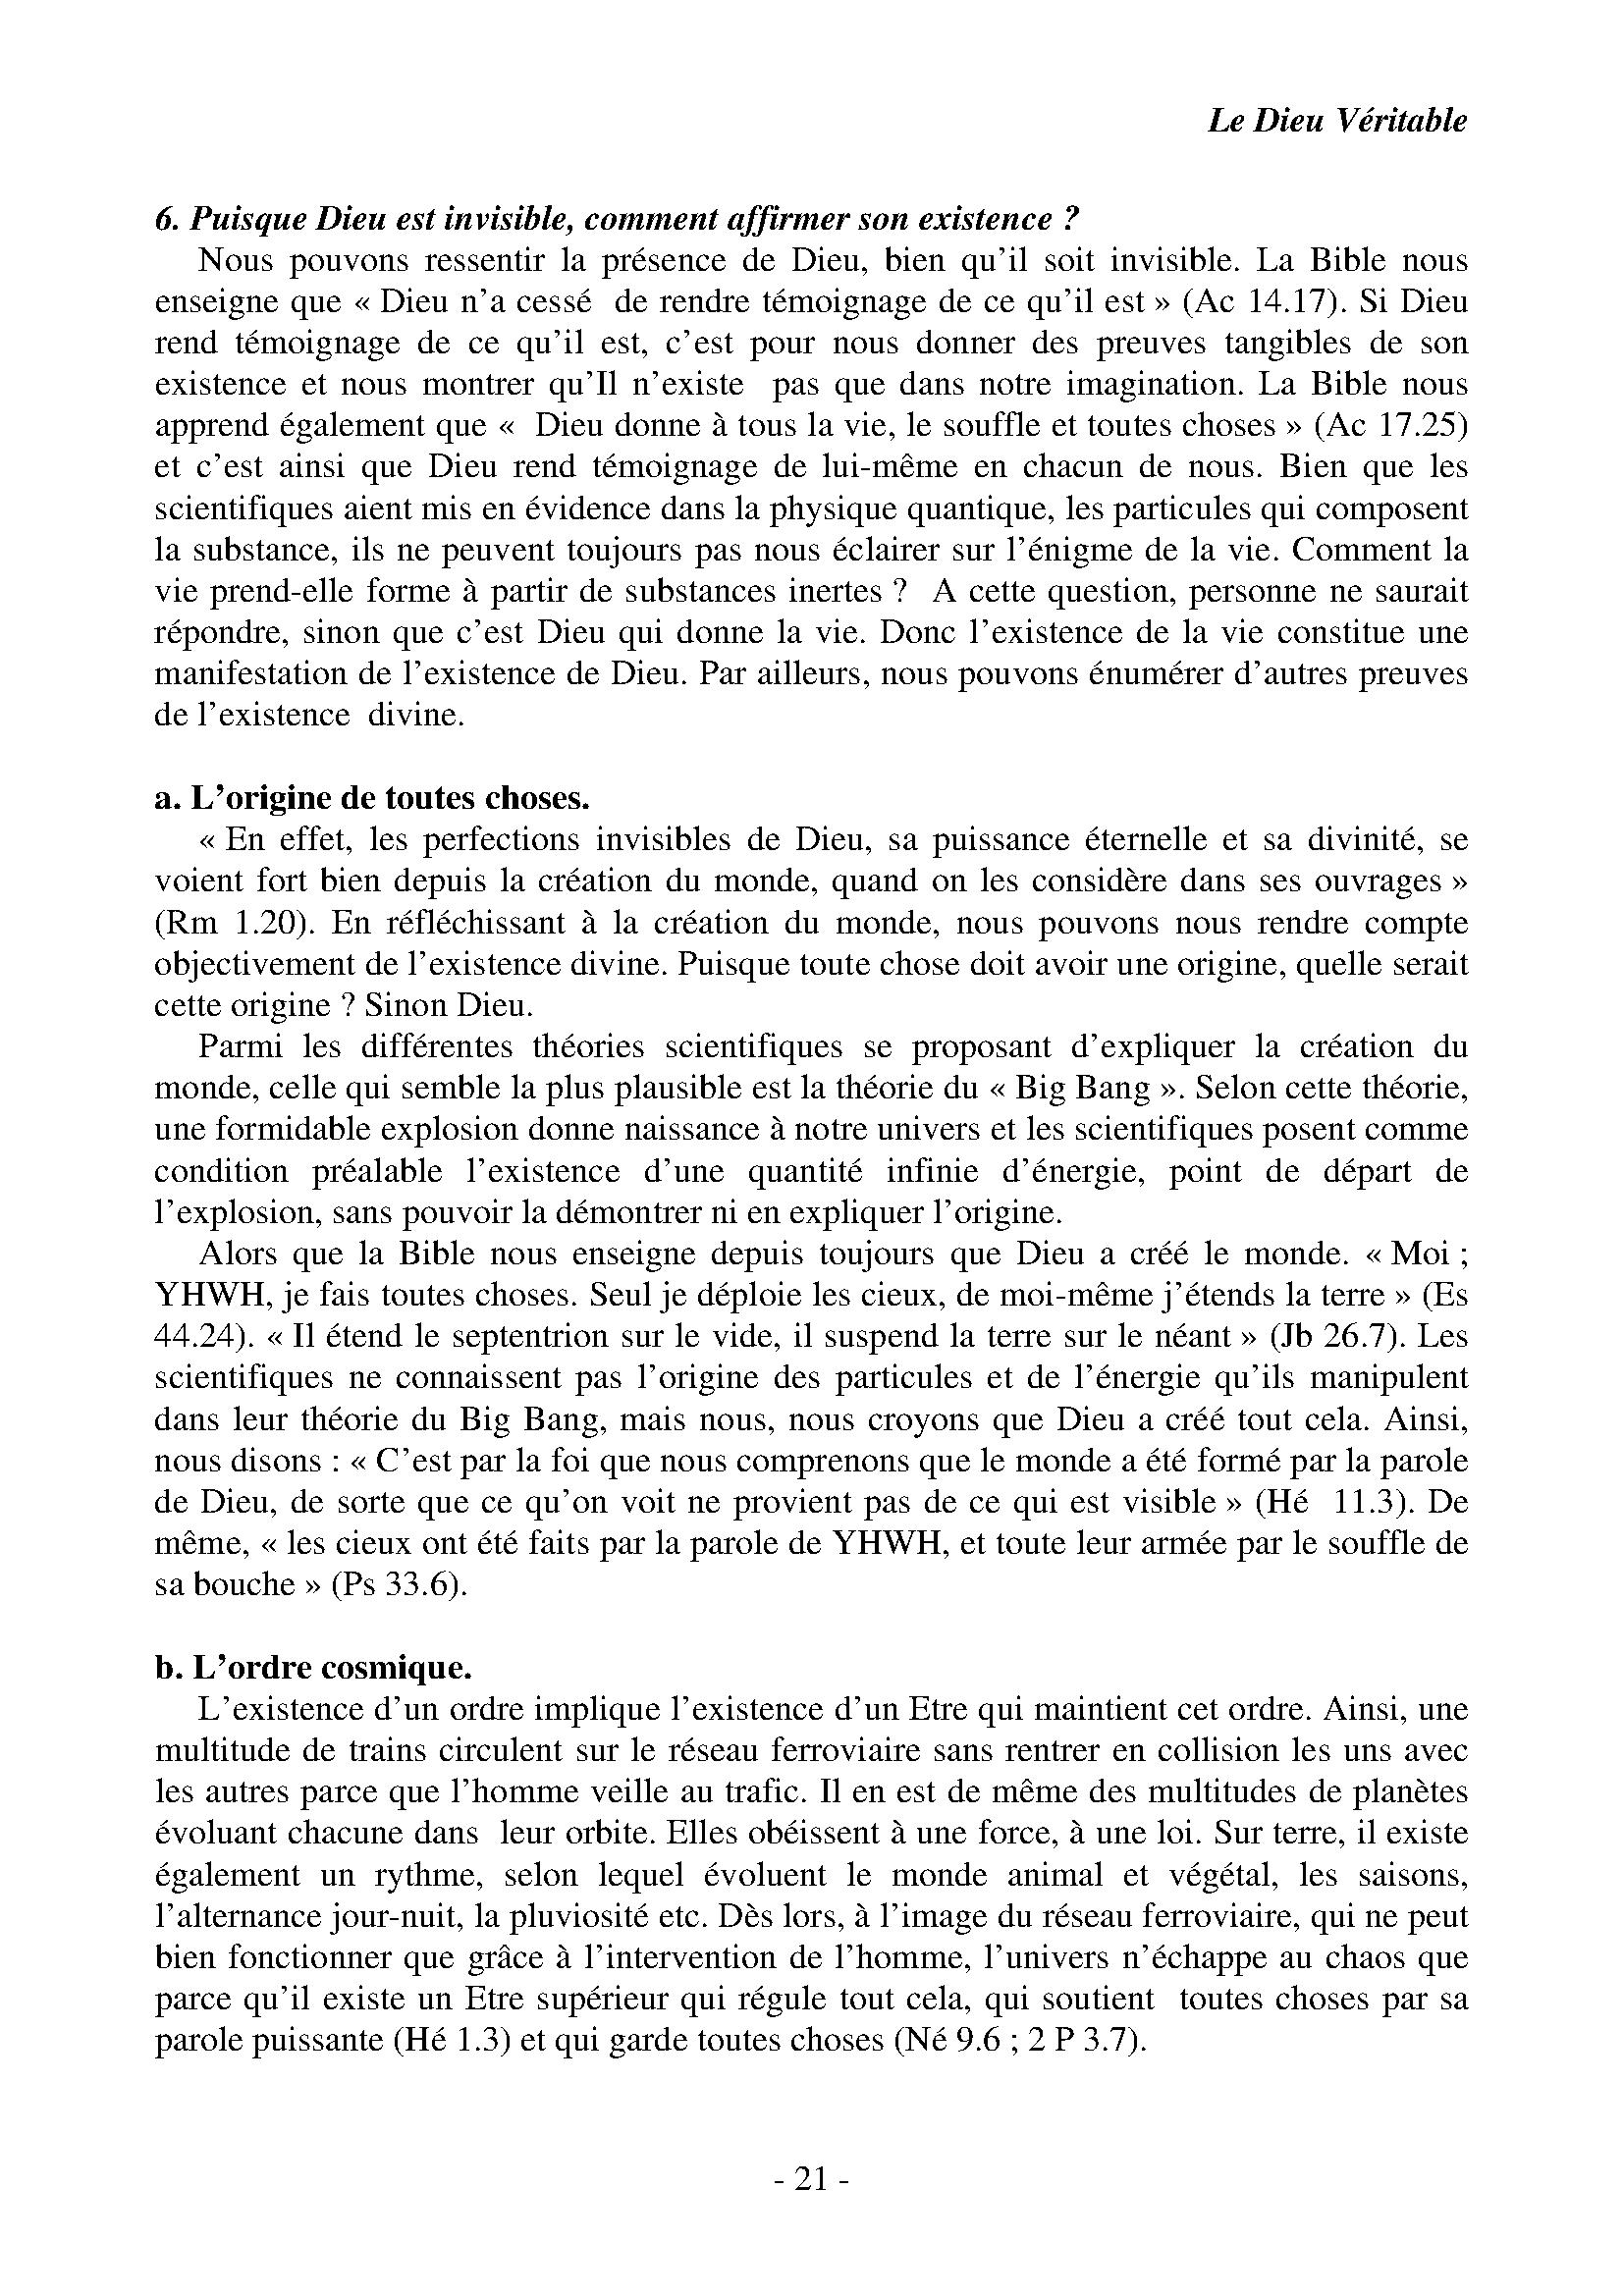 Le Dieu Véritable
6. Puisque Dieu est invisible, comment affirmer son existence ?
Nous pouvons ressentir la présence de Dieu, bien qu’il soit invisible. La Bible nous
enseigne que « Dieu n’a cessé  de rendre témoignage de ce qu’il est » (Ac 14.17). Si Dieu
rend témoignage de ce qu’il est, c’est pour nous donner des preuves tangibles de son
existence et nous montrer qu’Il n’existe  pas que dans notre imagination. La Bible nous
apprend également que «  Dieu donne à tous la vie, le souffle et toutes choses » (Ac 17.25)
et c’est ainsi que Dieu rend témoignage de lui-même en chacun de nous. Bien que les
scientifiques aient mis en évidence dans la physique quantique, les particules qui composent
la substance, ils ne peuvent toujours pas nous éclairer sur l’énigme de la vie. Comment la
vie prend-elle forme à partir de substances inertes ?  A cette question, personne ne saurait
répondre, sinon que c’est Dieu qui donne la vie. Donc l’existence de la vie constitue une
manifestation de l’existence de Dieu. Par ailleurs, nous pouvons énumérer d’autres preuves
de l’existence  divine.
a. L’origine de toutes choses.
« En effet, les perfections invisibles de Dieu, sa puissance éternelle et sa divinité, se
voient fort bien depuis la création du monde, quand on les considère dans ses ouvrages »
(Rm 1.20). En réfléchissant à la création du monde, nous pouvons nous rendre compte
objectivement de l’existence divine. Puisque toute chose doit avoir une origine, quelle serait
cette origine ? Sinon Dieu.
Parmi les différentes théories scientifiques se proposant d’expliquer la création du
monde, celle qui semble la plus plausible est la théorie du « Big Bang ». Selon cette théorie,
une formidable explosion donne naissance à notre univers et les scientifiques posent comme
condition préalable l’existence d’une quantité infinie d’énergie, point de départ de
l’explosion, sans pouvoir la démontrer ni en expliquer l’origine.
Alors que la Bible nous enseigne depuis toujours que Dieu a créé le monde. « Moi ;
YHWH, je fais toutes choses. Seul je déploie les cieux, de moi-même j’étends la terre » (Es
44.24). « Il étend le septentrion sur le vide, il suspend la terre sur le néant » (Jb 26.7). Les
scientifiques ne connaissent pas l’origine des particules et de l’énergie qu’ils manipulent
dans leur théorie du Big Bang, mais nous, nous croyons que Dieu a créé tout cela. Ainsi,
nous disons : « C’est par la foi que nous comprenons que le monde a été formé par la parole
de Dieu, de sorte que ce qu’on voit ne provient pas de ce qui est visible » (Hé  11.3). De
même, « les cieux ont été faits par la parole de YHWH, et toute leur armée par le souffle de
sa bouche » (Ps 33.6).
b. L’ordre cosmique.
L’existence d’un ordre implique l’existence d’un Etre qui maintient cet ordre. Ainsi, une
multitude de trains circulent sur le réseau ferroviaire sans rentrer en collision les uns avec
les autres parce que l’homme veille au trafic. Il en est de même des multitudes de planètes
évoluant chacune dans  leur orbite. Elles obéissent à une force, à une loi. Sur terre, il existe
également un rythme, selon lequel évoluent le monde animal et végétal, les saisons,
l’alternance jour-nuit, la pluviosité etc. Dès lors, à l’image du réseau ferroviaire, qui ne peut
bien fonctionner que grâce à l’intervention de l’homme, l’univers n’échappe au chaos que
parce qu’il existe un Etre supérieur qui régule tout cela, qui soutient  toutes choses par sa
parole puissante (Hé 1.3) et qui garde toutes choses (Né 9.6 ; 2 P 3.7).
- 21 -